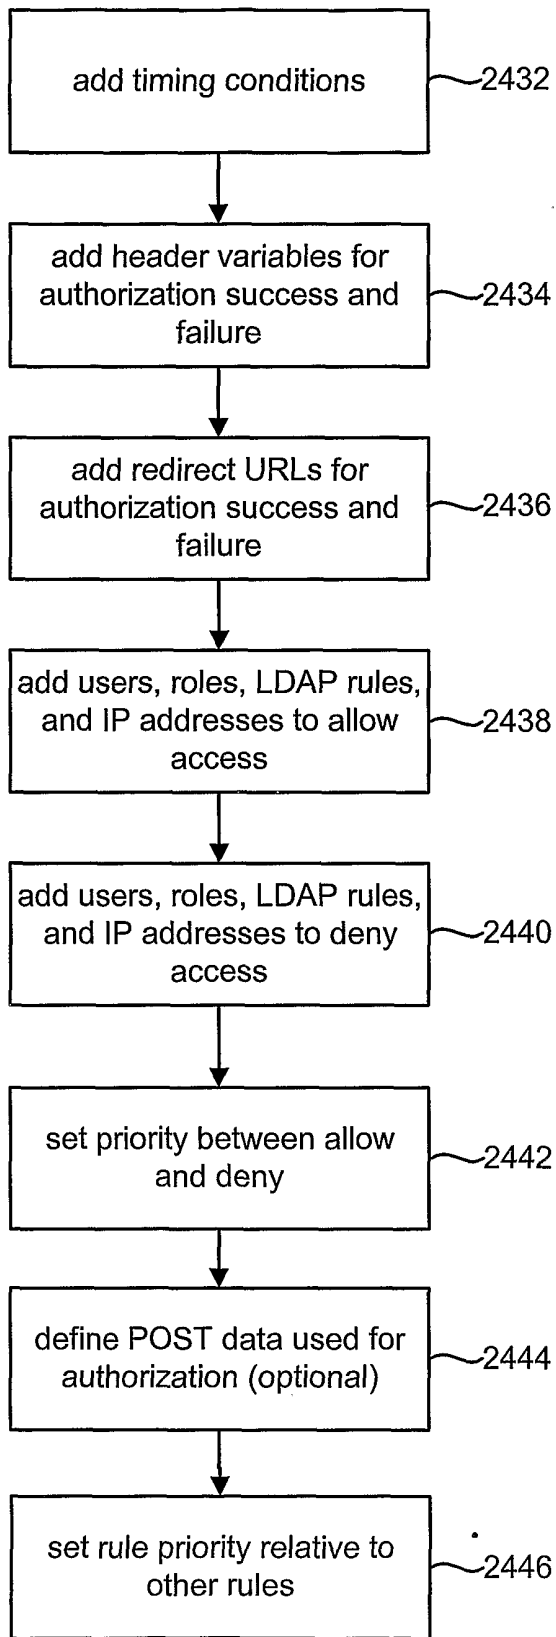 add timing conditions
2432
add header variables for
authorization success and
failure
2434
add redirect URLs for
authorization success and
failure
2436
add users, roles, LDAP rules,
and IP addresses to allow
access
2438
add users, roles, LDAP rules,
and IP addresses to deny
access
2440
set priority between allow
and deny
2442
define POST data used for
authorization (optional)
2444
set rule priority relative to
other rules
2446